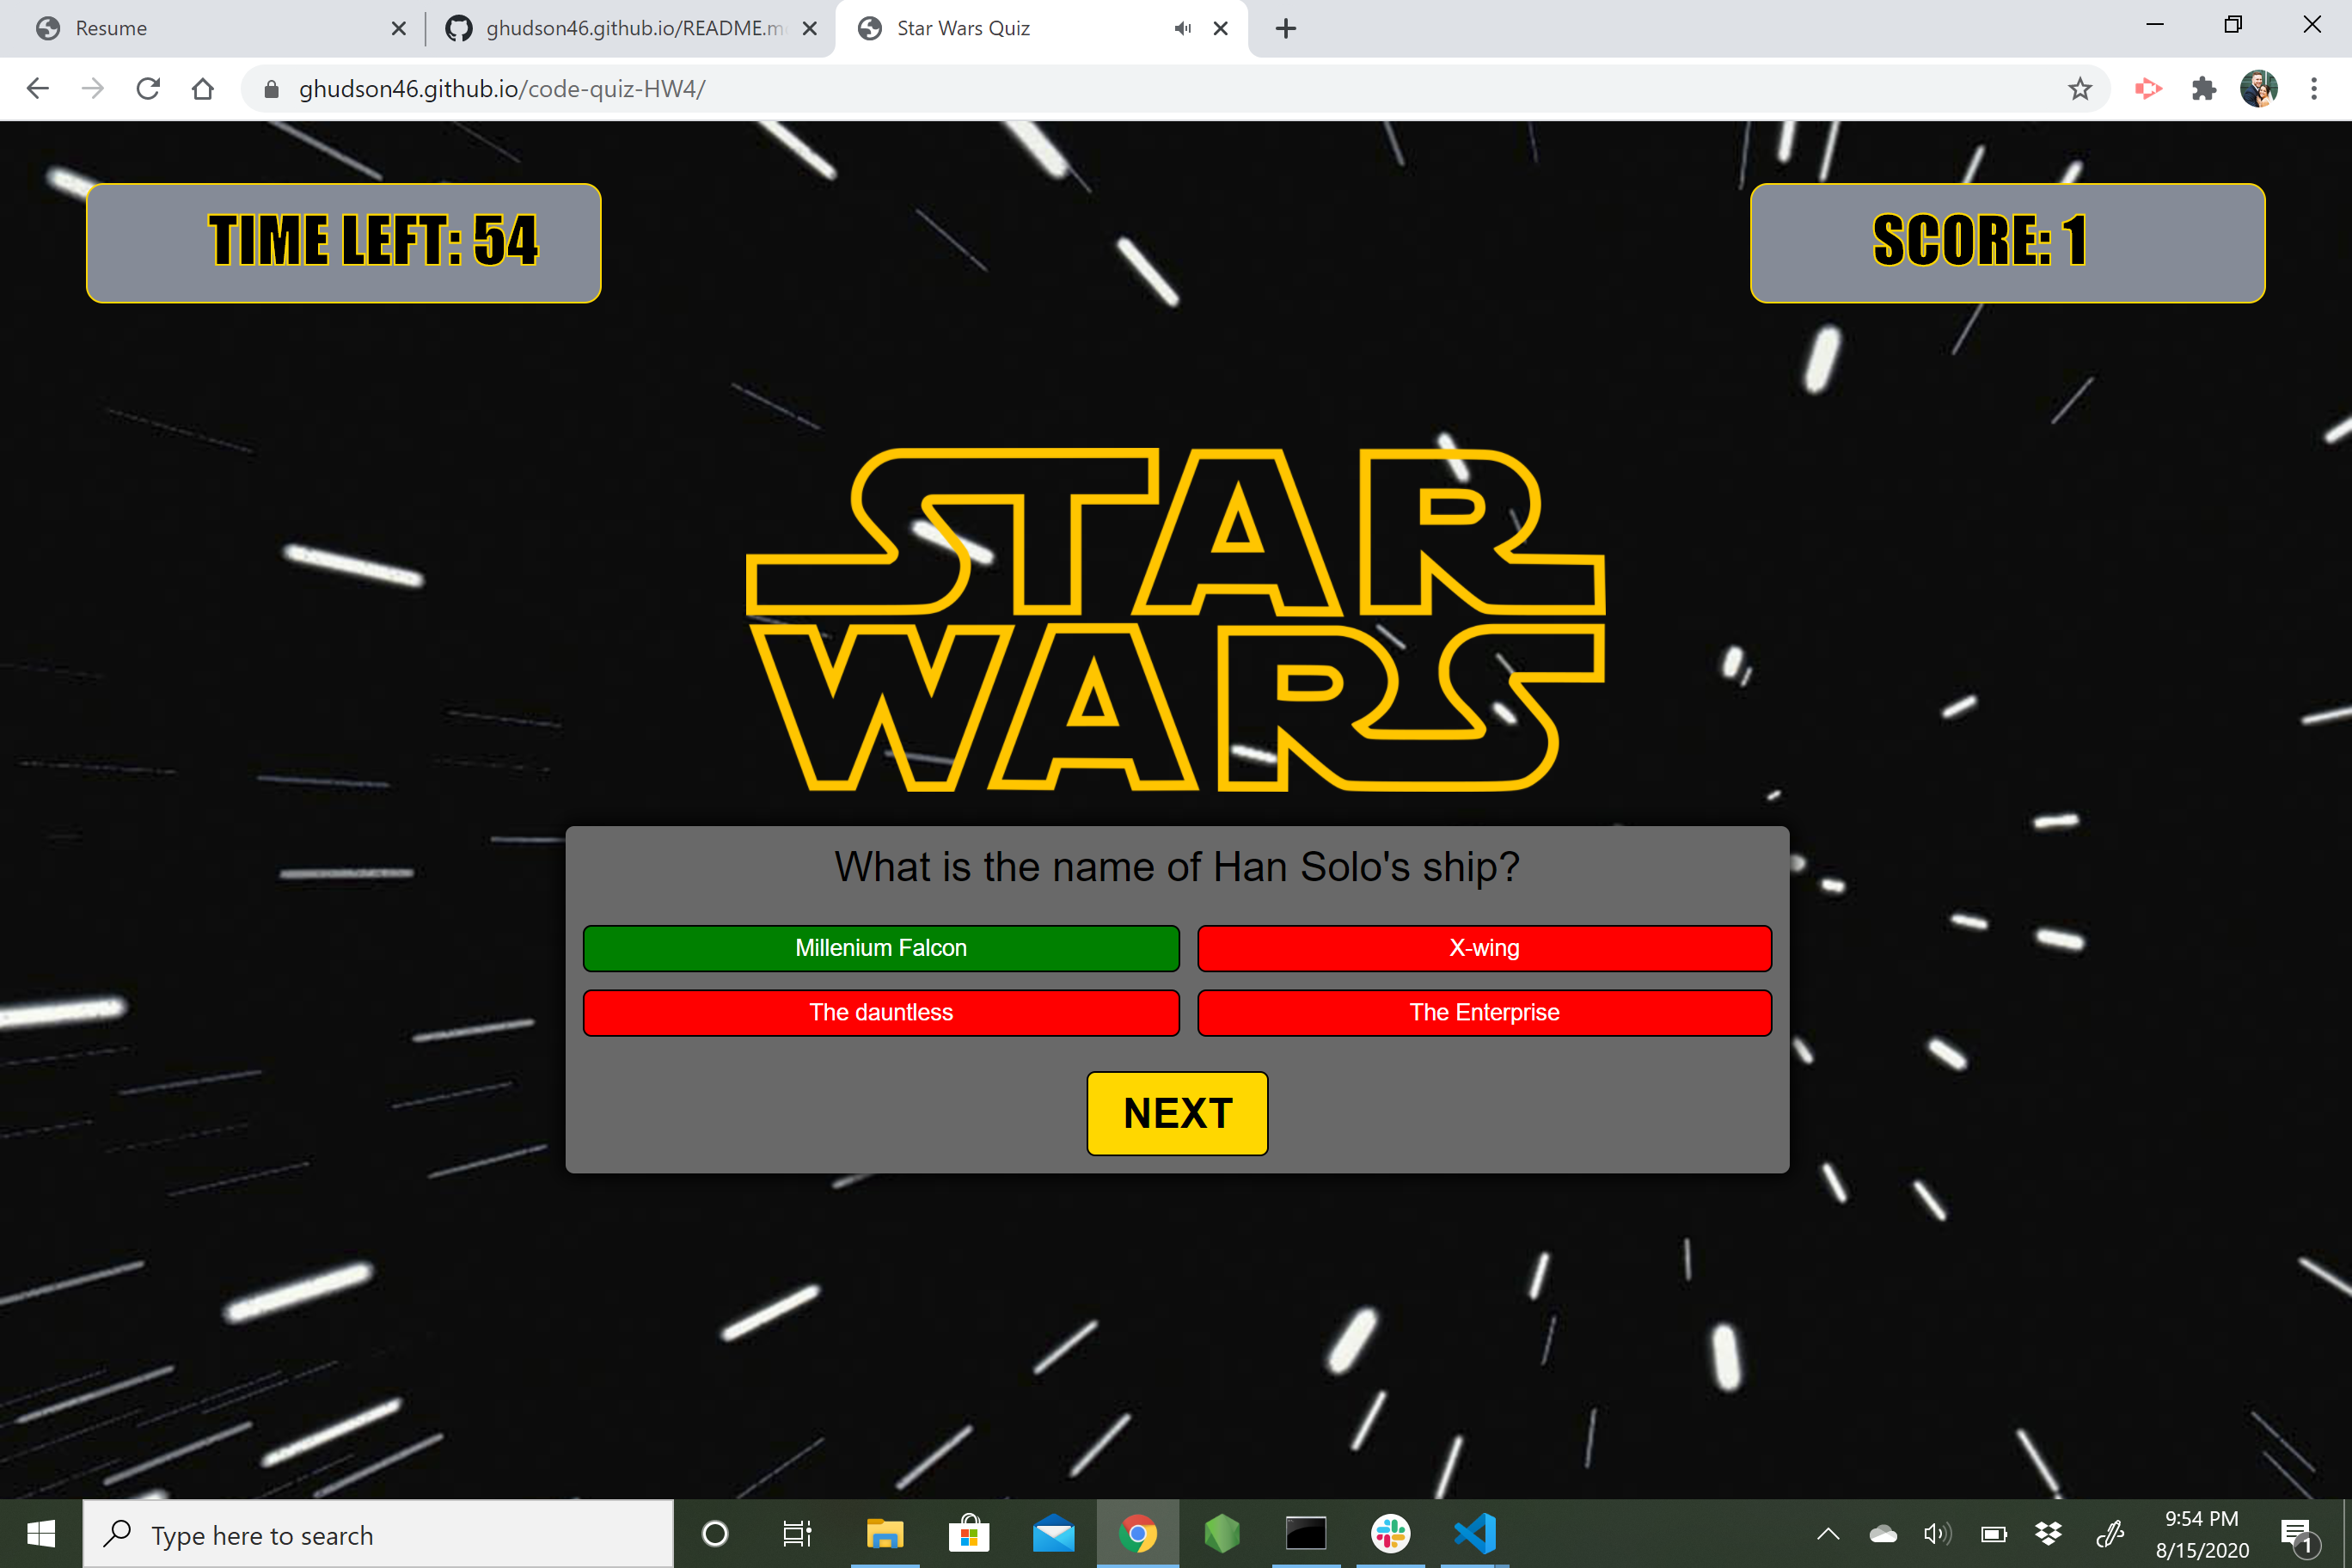 Resume
ghudson46.github.io/README.m
Star Wars Quiz
ghudson46.github.io/code-quiz-HW4/
TIME LEFT: 54
SCORE: 1
STAR
WARS
What is the name of Han Solo's ship?
Millenium Falcon
X-wing
The dauntless
The Enterprise
NEXT
Type here to search
9:54 PM
8/15/2020
1